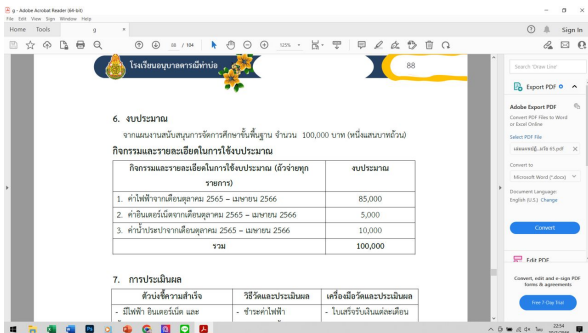 g - Adobe Acrobat Reader (64-bit)
File Edit View Sign Window Help
Home Tools g × Sign In
88 / 104 125%
โรงเรียนอนุบาลดารณีท่าบ่อ 88
6. งบประมาณ
จากแผนงานสนับสนุนการจัดการศึกษาขั้นพื้นฐาน จำนวน 100,000 บาท (หนึ่งแสนบาทถ้วน)
กิจกรรมและรายละเอียดในการใช้งบประมาณ
กิจกรรมและรายละเอียดในการใช้งบประมาณ (ถัวจ่ายทุก
รายการ) งบประมาณ
1. ค่าไฟฟ้าจากเดือนตุลาคม 2565 – เมษายน 2566 85,000
2. ค่าอินเตอร์เน็ตจากเดือนตุลาคม 2565 – เมษายน 2566 5,000
3. ค่าน้ำประปาจากเดือนตุลาคม 2565 – เมษายน 2566 10,000
รวม 100,000
7. การประเมินผล
ตัวบ่งชี้ความสำเร็จ วิธีวัดและประเมินผล เครื่องมือวัดและประเมินผล
- มีไฟฟ้า อินเตอร์เน็ต และ - ชำระค่าไฟฟ้า - ใบเสร็จรับเงินแต่ละเดือน
Search 'Draw Line'
Export PDF
Adobe Export PDF
Convert PDF Files to Word
or Excel Online
Select PDF File
65.pdf
Convert to
Microsoft Word (*.docx)
Document Language:
English (U.S.) Change
Convert
Edit PDF
Convert, edit and e-sign PDF
forms & agreements
Free 7-Day Trial
22:54